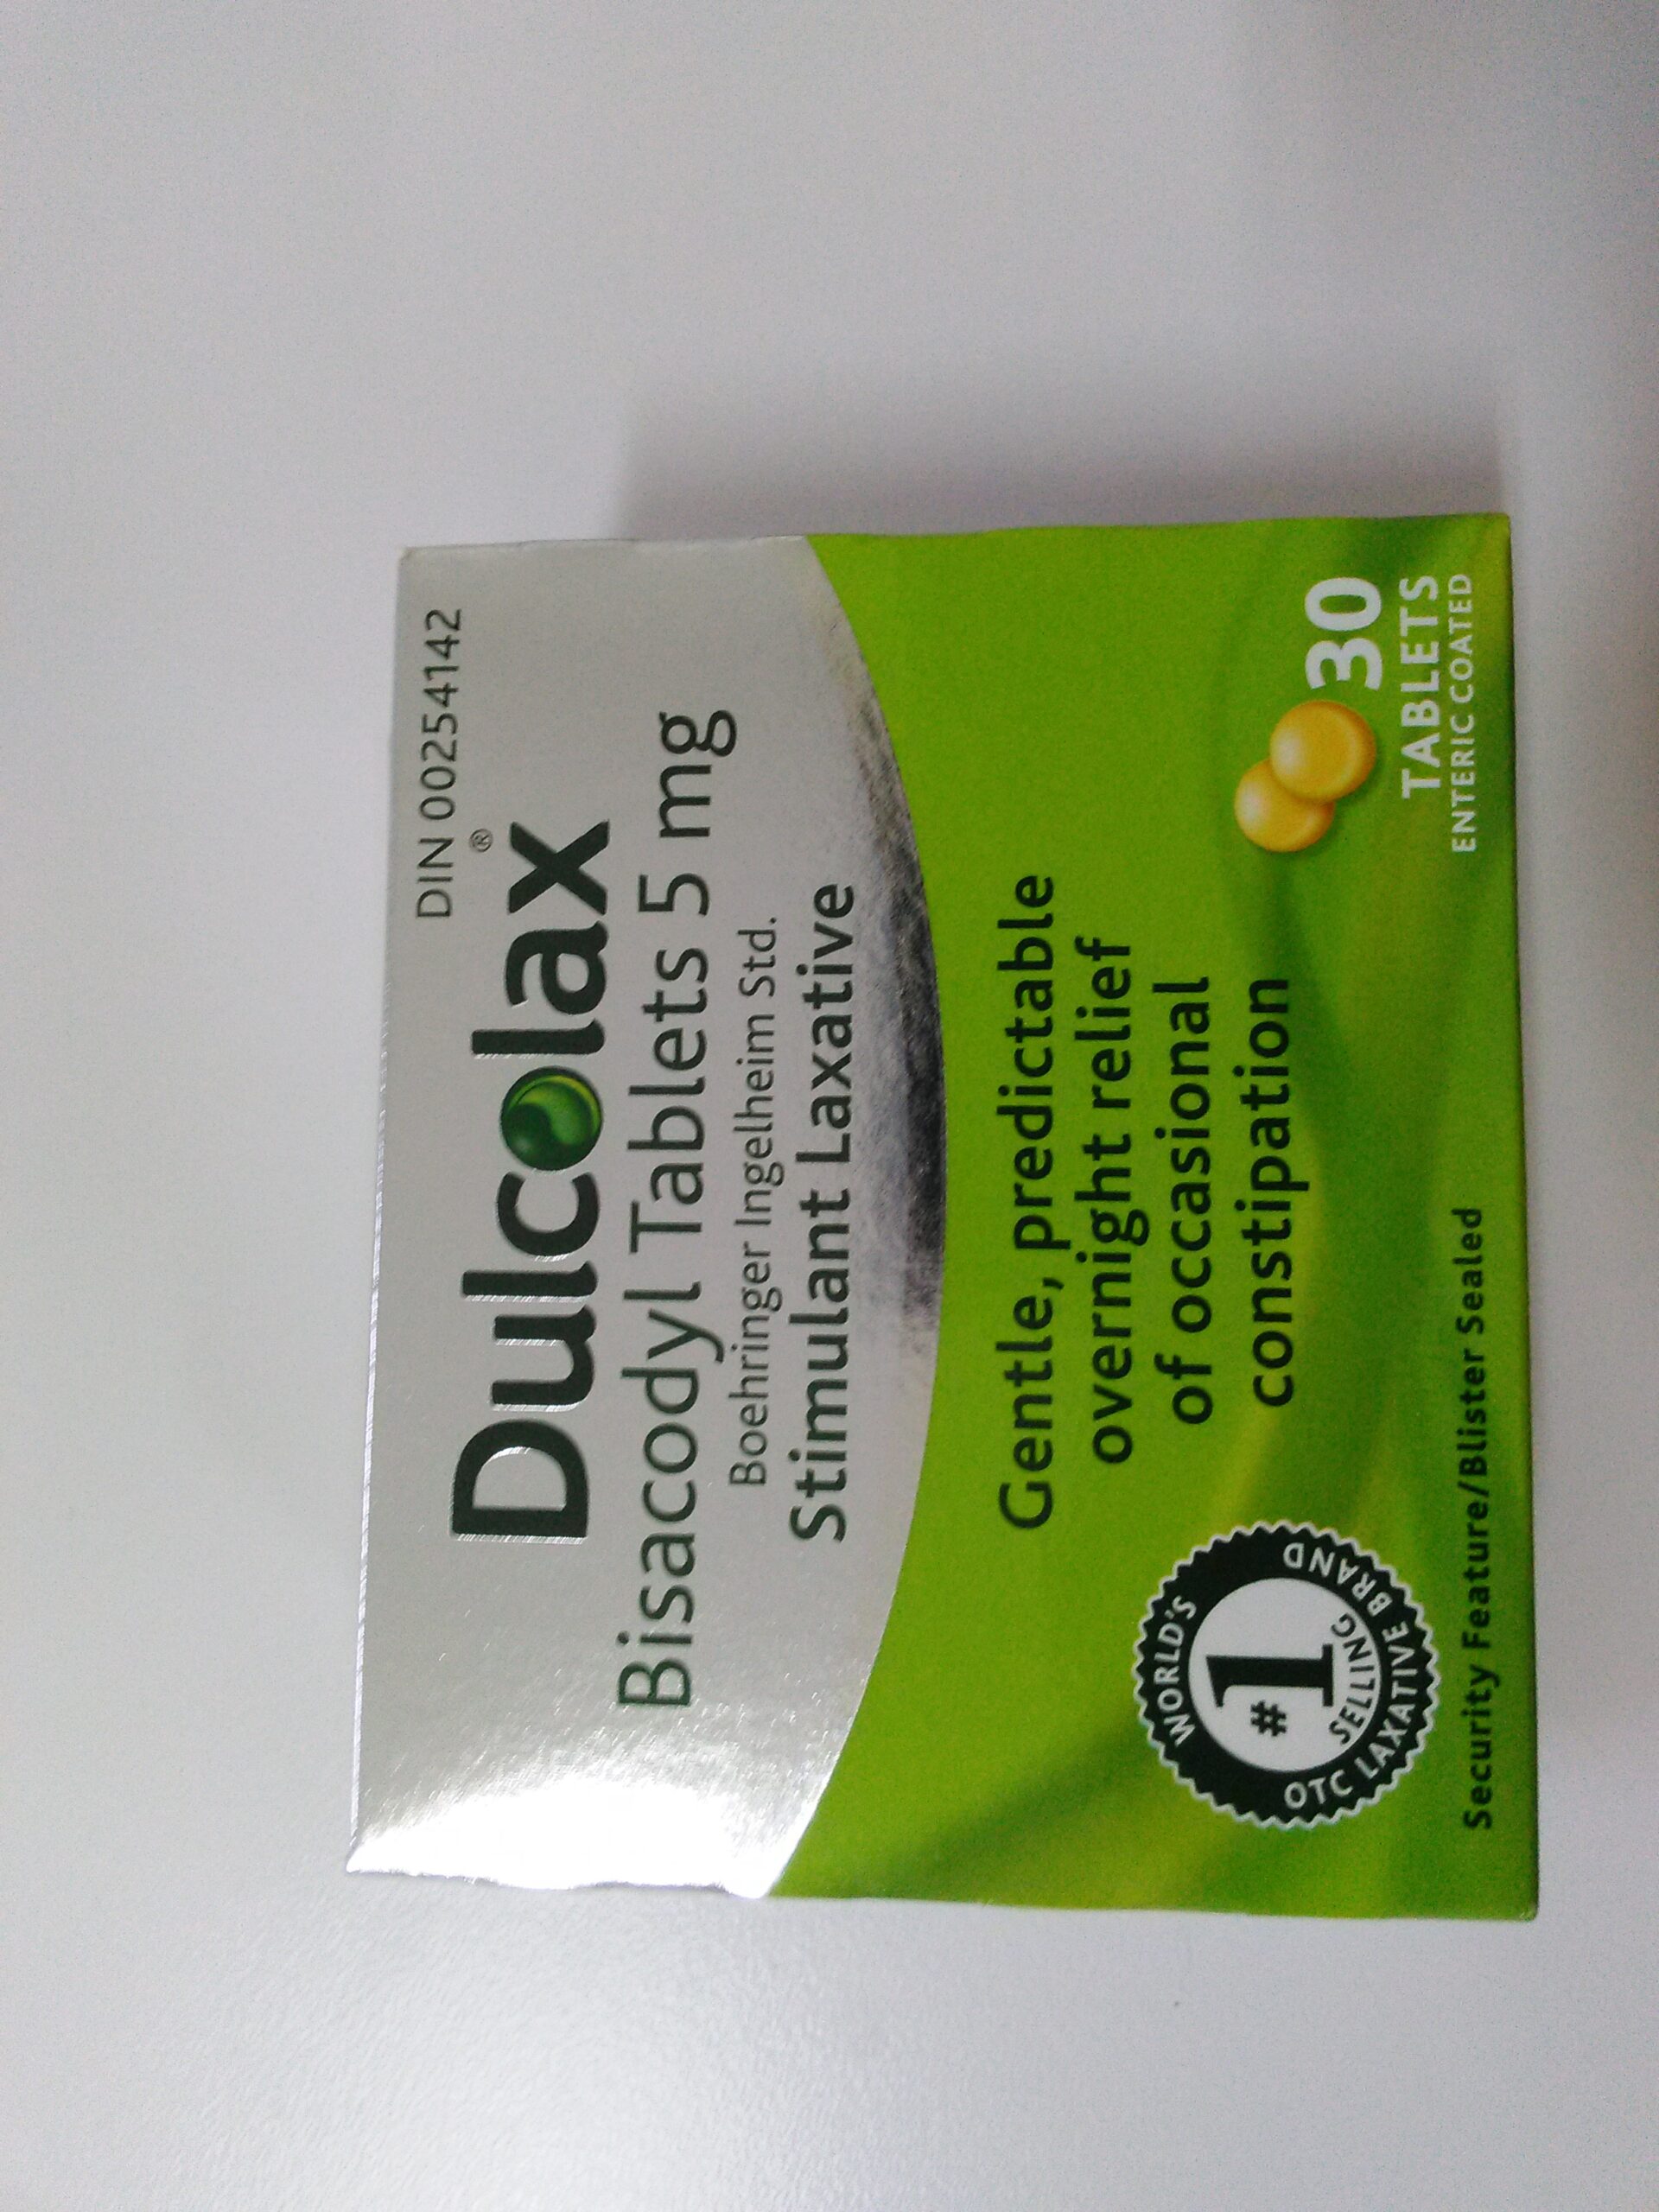 DIN 00254142
Dulcolax®
Bisacodyl Tablets 5 mg
Boehringer Ingelheim Std.
Stimulant Laxative
Gentle, predictable
overnight relief
of occasional
constipation
WORLD'S
#1
SELLING
OTC LAXATIVE BRAND
30
TABLETS
ENTERIC COATED
Security Feature/Blister Sealed